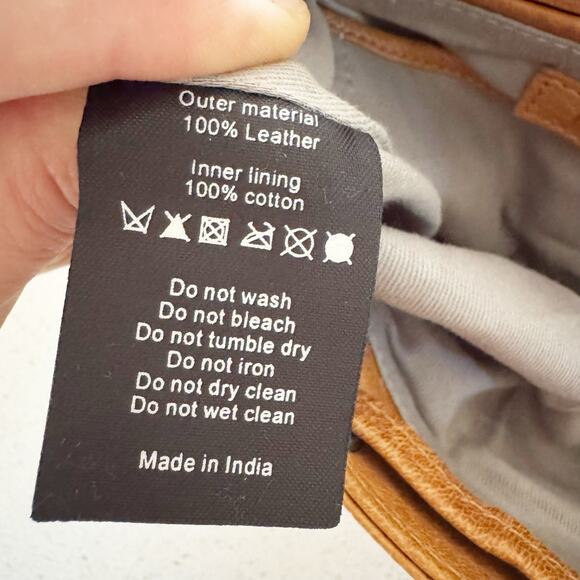 Outer material
100% Leather
Inner lining
100% cotton
Do not wash
Do not bleach
Do not tumble dry
Do not iron
Do not dry clean
Do not wet clean
Made in India